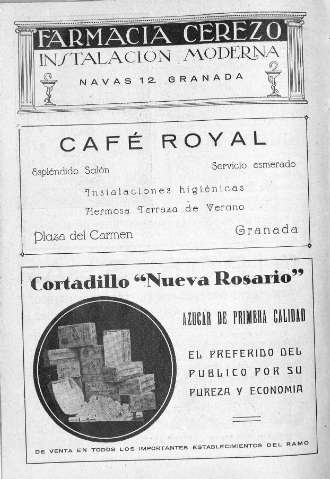 FARMACIA CEREZO
INSTALACION MODERNA
NAVAS 12. GRANADA
CAFÉ ROYAL
Espléndido Salón
Servicio esmerado
Instalaciones higiénicas
Hermosa Terraza de Verano
Plaza del Carmen
Granada
Cortadillo "Nueva Rosario"
AZUCAR DE PRIMERA CALIDAD
EL PREFERIDO DEL
PUBLICO POR SU
PUREZA Y ECONOMIA
DE VENTA EN TODOS LOS IMPORTANTES ESTABLECIMIENTOS DEL RAMO